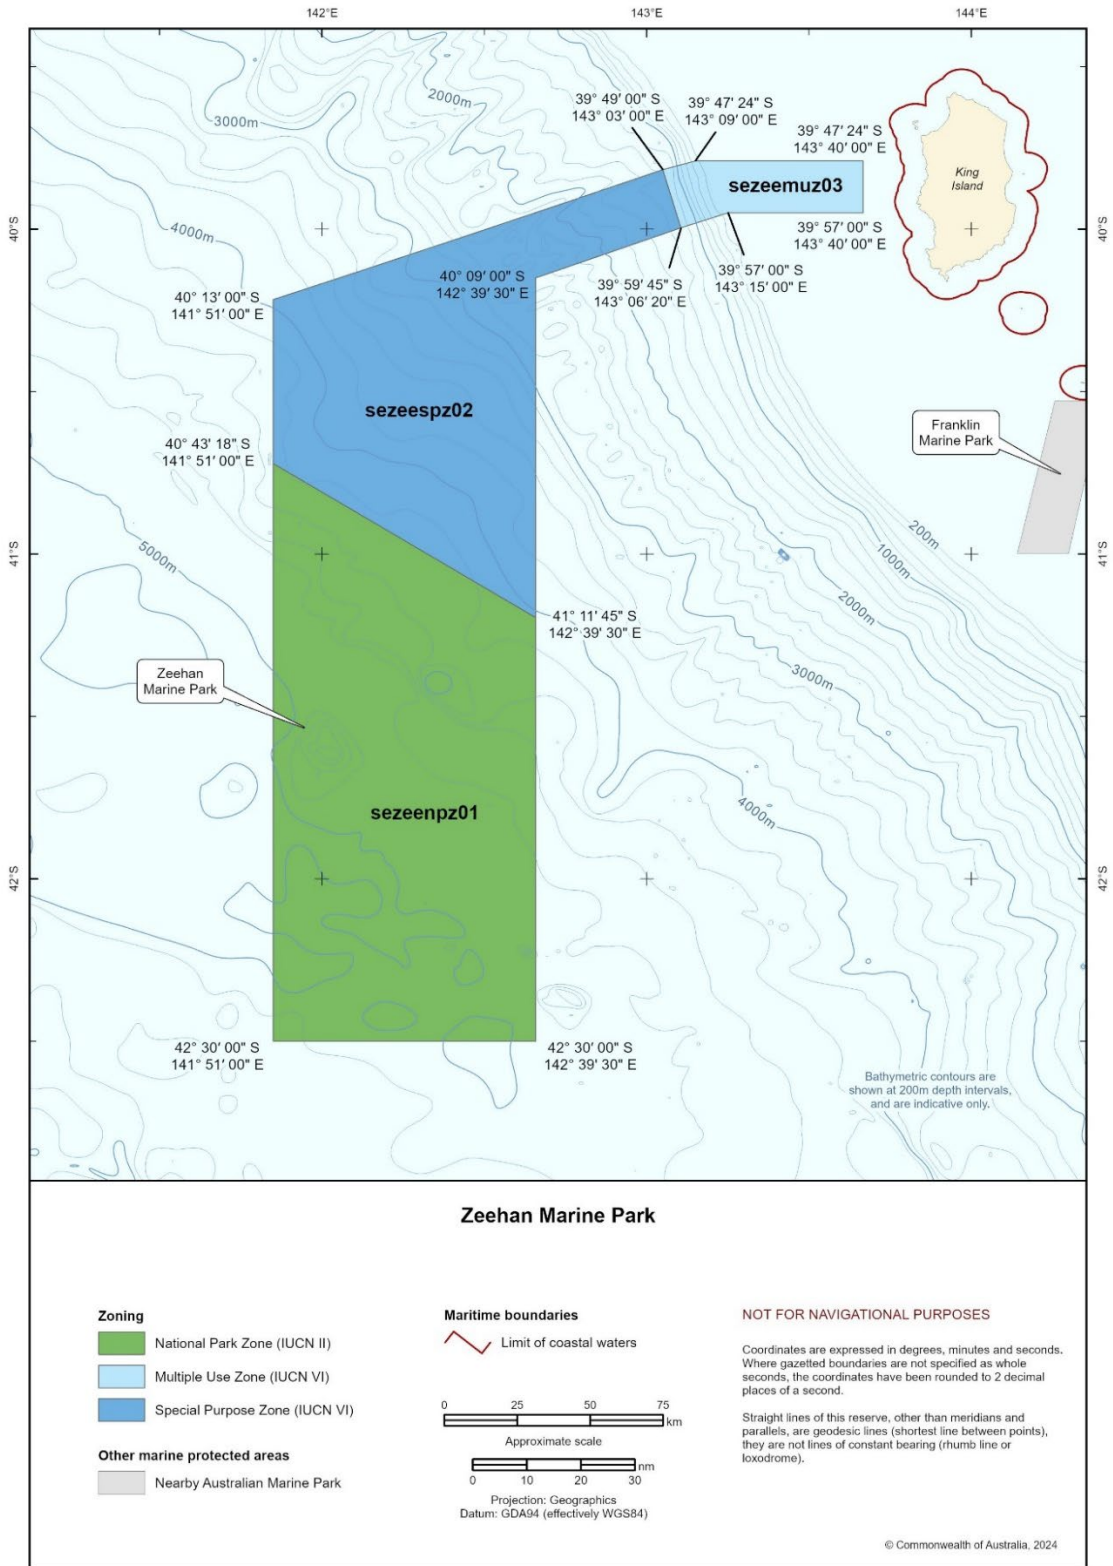 142°E
143°E
144°E
2000m
3000m
4000m
5000m
39° 49′ 00″ S
143° 03′ 00″ E
39° 47′ 24″ S
143° 09′ 00″ E
39° 47′ 24″ S
143° 40′ 00″ E
sezeemuz03
King
Island
39° 57′ 00″ S
143° 40′ 00″ E
39° 57′ 00″ S
143° 15′ 00″ E
39° 59′ 45″ S
143° 06′ 20″ E
40°S
40°S
40° 09′ 00″ S
142° 39′ 30″ E
40° 13′ 00″ S
141° 51′ 00″ E
sezeespz02
40° 43′ 18″ S
141° 51′ 00″ E
Franklin
Marine Park
200m
1000m
2000m
3000m
4000m
41°S
41°S
41° 11′ 45″ S
142° 39′ 30″ E
Zeehan
Marine Park
sezeenpz01
42°S
42°S
42° 30′ 00″ S
141° 51′ 00″ E
42° 30′ 00″ S
142° 39′ 30″ E
Bathymetric contours are
shown at 200m depth intervals,
and are indicative only.
Zeehan Marine Park
Zoning
National Park Zone (IUCN II)
Multiple Use Zone (IUCN VI)
Special Purpose Zone (IUCN VI)
Other marine protected areas
Nearby Australian Marine Park
Maritime boundaries
Limit of coastal waters
0 25 50 75
km
Approximate scale
nm
0 10 20 30
Projection: Geographics
Datum: GDA94 (effectively WGS84)
NOT FOR NAVIGATIONAL PURPOSES
Coordinates are expressed in degrees, minutes and seconds.
Where gazetted boundaries are not specified as whole
seconds, the coordinates have been rounded to 2 decimal
places of a second.
Straight lines of this reserve, other than meridians and
parallels, are geodesic lines (shortest line between points),
they are not lines of constant bearing (rhumb line or
loxodrome).
© Commonwealth of Australia, 2024